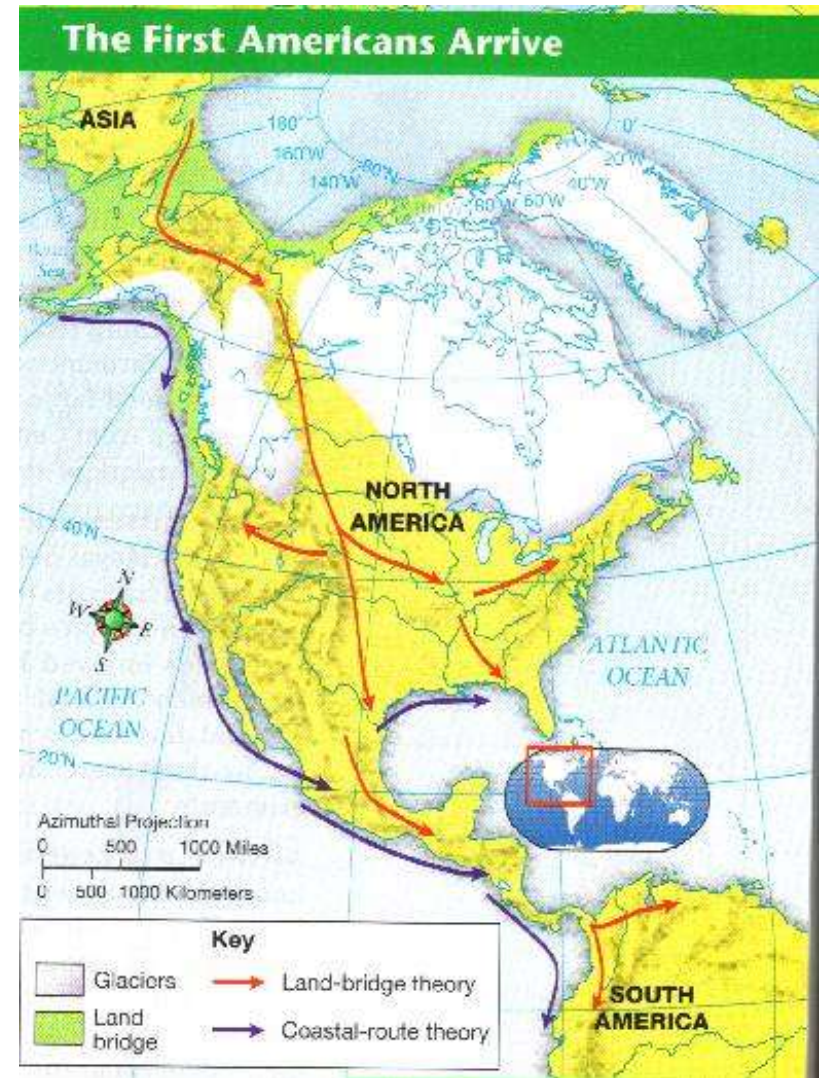 The First Americans Arrive
ASIA
180°
160°W
140°W
80°N
80°W
60°W
40°W
20°W
0°
Sea
NORTH
AMERICA
40°N
N
W
E
S
ATLANTIC
OCEAN
PACIFIC
OCEAN
20°N
Azimuthal Projection
0 500 1000 Miles
0 500 1000 Kilometers
Key
Glaciers
Land-bridge theory
Land
bridge
Coastal-route theory
SOUTH
AMERICA